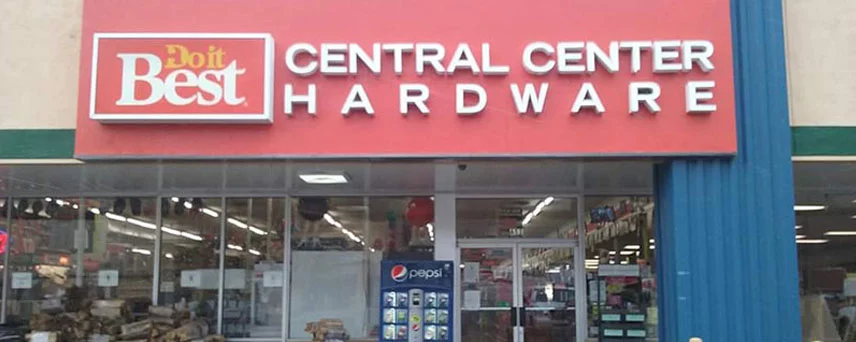 Do it
Best
CENTRAL CENTER
HARDWARE
pepsi